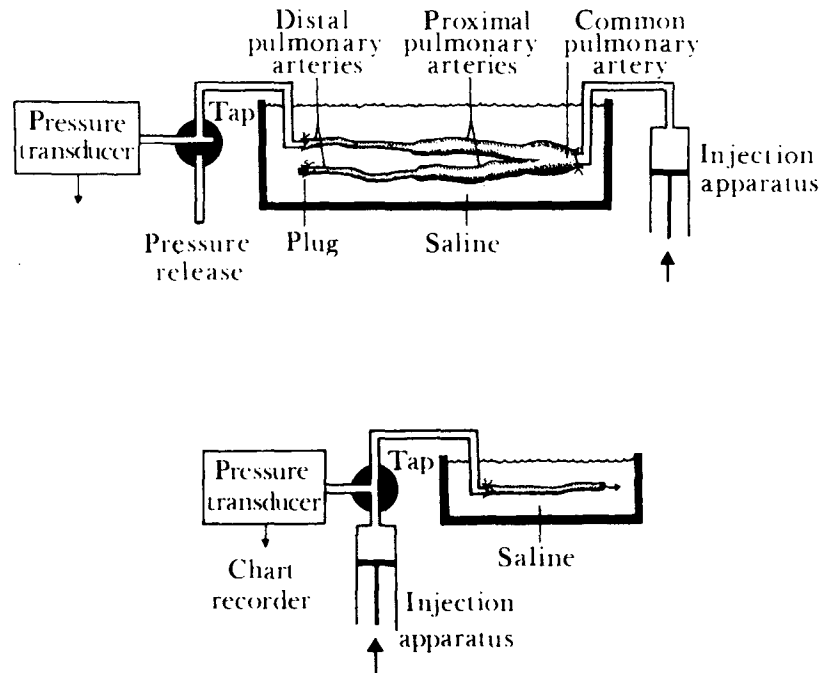 Distal
pulmonary
arteries
Proximal
pulmonary
arteries
Common
pulmonary
artery
Pressure
transducer
Tap
Injection
apparatus
Pressure
release
Plug
Saline
Pressure
transducer
Tap
Chart
recorder
Saline
Injection
apparatus